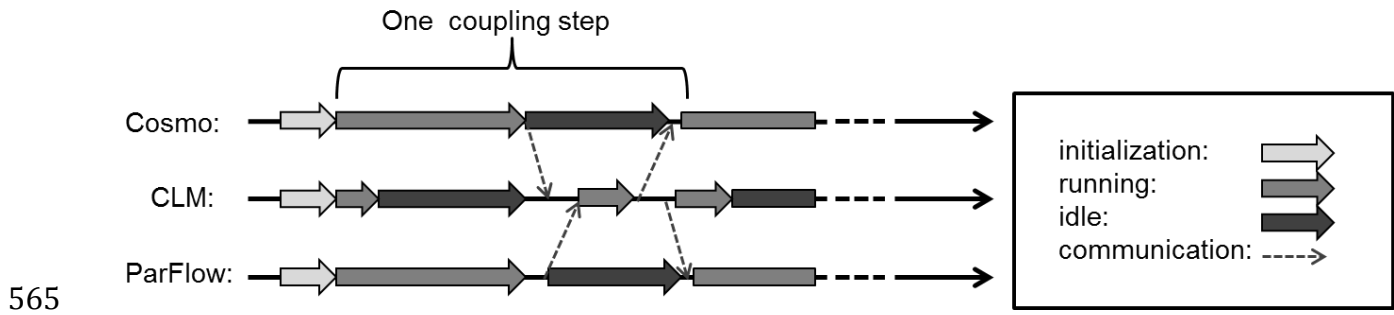 One coupling step
Cosmo:
CLM:
ParFlow:
initialization:
running:
idle:
communication:
565